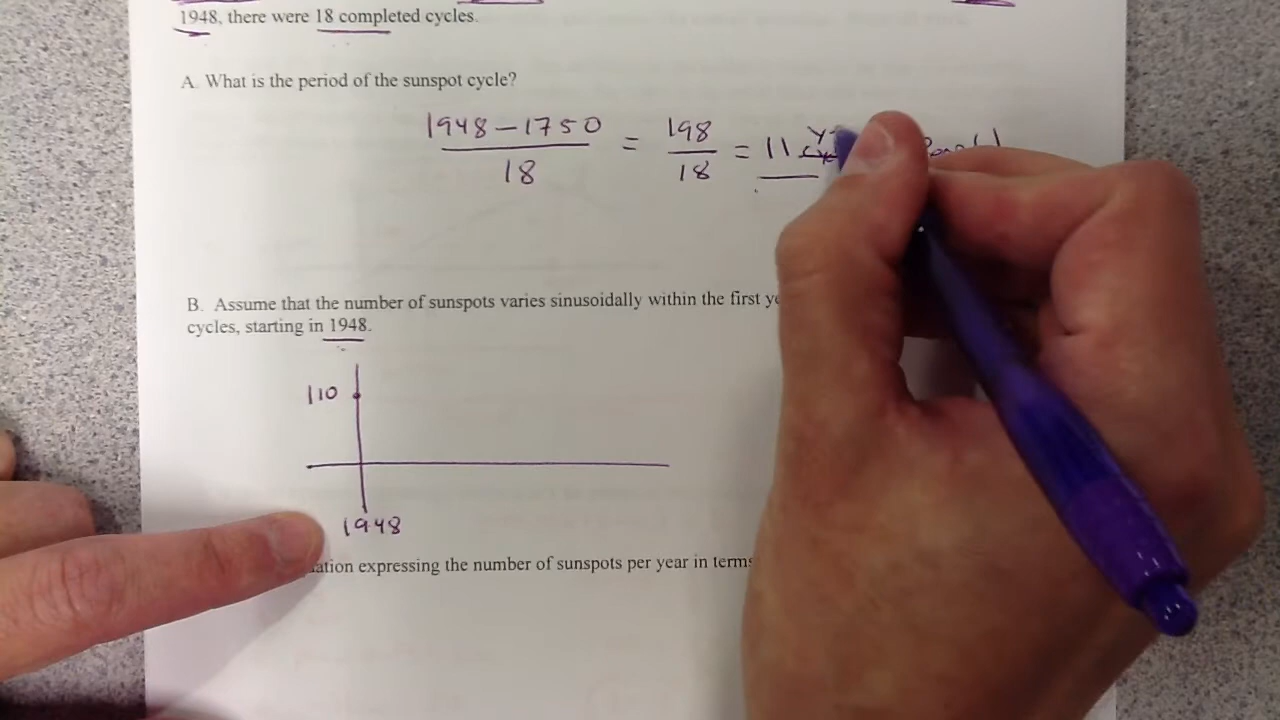 1948, there were 18 completed cycles.
A. What is the period of the sunspot cycle?
1948 - 1750
18
= 198
18
= 11
B. Assume that the number of sunspots varies sinusoidally within the first
cycles, starting in 1948.
110
1948
expressing the number of sunspots per year in terms